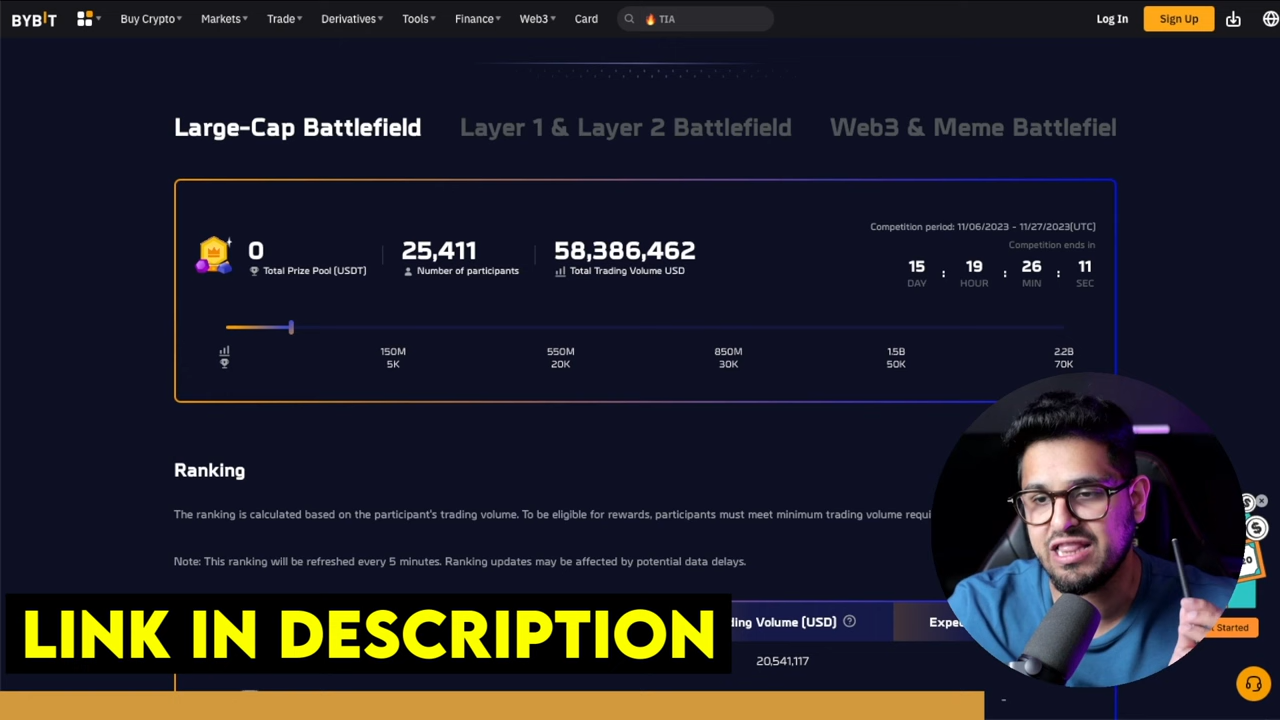 BYBIT Buy Crypto Markets Trade Derivatives Tools Finance Web3 Card TIA Log In Sign Up
Large-Cap Battlefield Layer 1 & Layer 2 Battlefield Web3 & Meme Battlefiel
Competition period: 11/06/2023 - 11/27/2023(UTC)
0 25,411 58,386,462
Competition ends in
Total Prize Pool (USDT) Number of participants Total Trading Volume USD
15 : 19 : 26 : 11
DAY HOUR MIN SEC
150M 550M 850M 1.5B 2.2B
5K 20K 30K 50K 70K
Ranking
The ranking is calculated based on the participant's trading volume. To be eligible for rewards, participants must meet minimum trading volume requi
Note: This ranking will be refreshed every 5 minutes. Ranking updates may be affected by potential data delays.
LINK IN DESCRIPTION
ding Volume (USD) Expe
Started
20,541,117
-